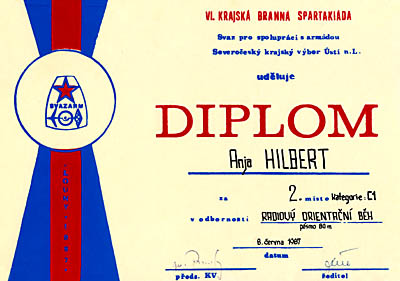 VI. KRAJSKÁ BRANNÁ SPARTAKIÁDA
Svaz pro spolupráci s armádou
Severočeský krajský výbor Ústí n.L.
uděluje
SVAZARM
DIPLOM
Anja HILBERT
za 2. místo kategorie: C1
v odbornosti RADIOVÝ ORIENTAČNÍ BĚH
pásmo 80 m
6. června 1987
datum
předs. KV
ředitel